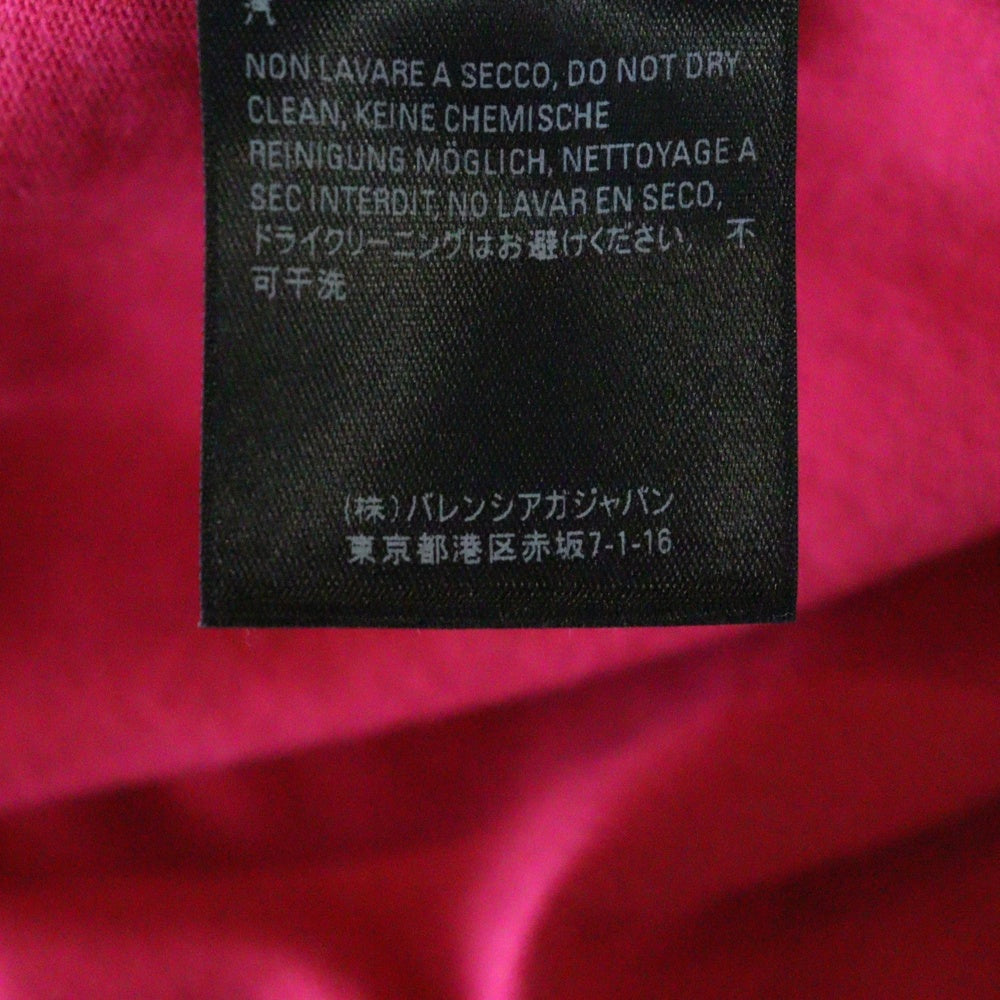 NON LAVARE A SECCO, DO NOT DRY
CLEAN, KEINE CHEMISCHE
REINIGUNG MÖGLICH, NETTOYAGE A
SEC INTERDIT, NO LAVAR EN SECO,
ドライクリーニングはお避けください, 不
可干洗
(株)バレンシアガジャパン
東京都港区赤坂7-1-16